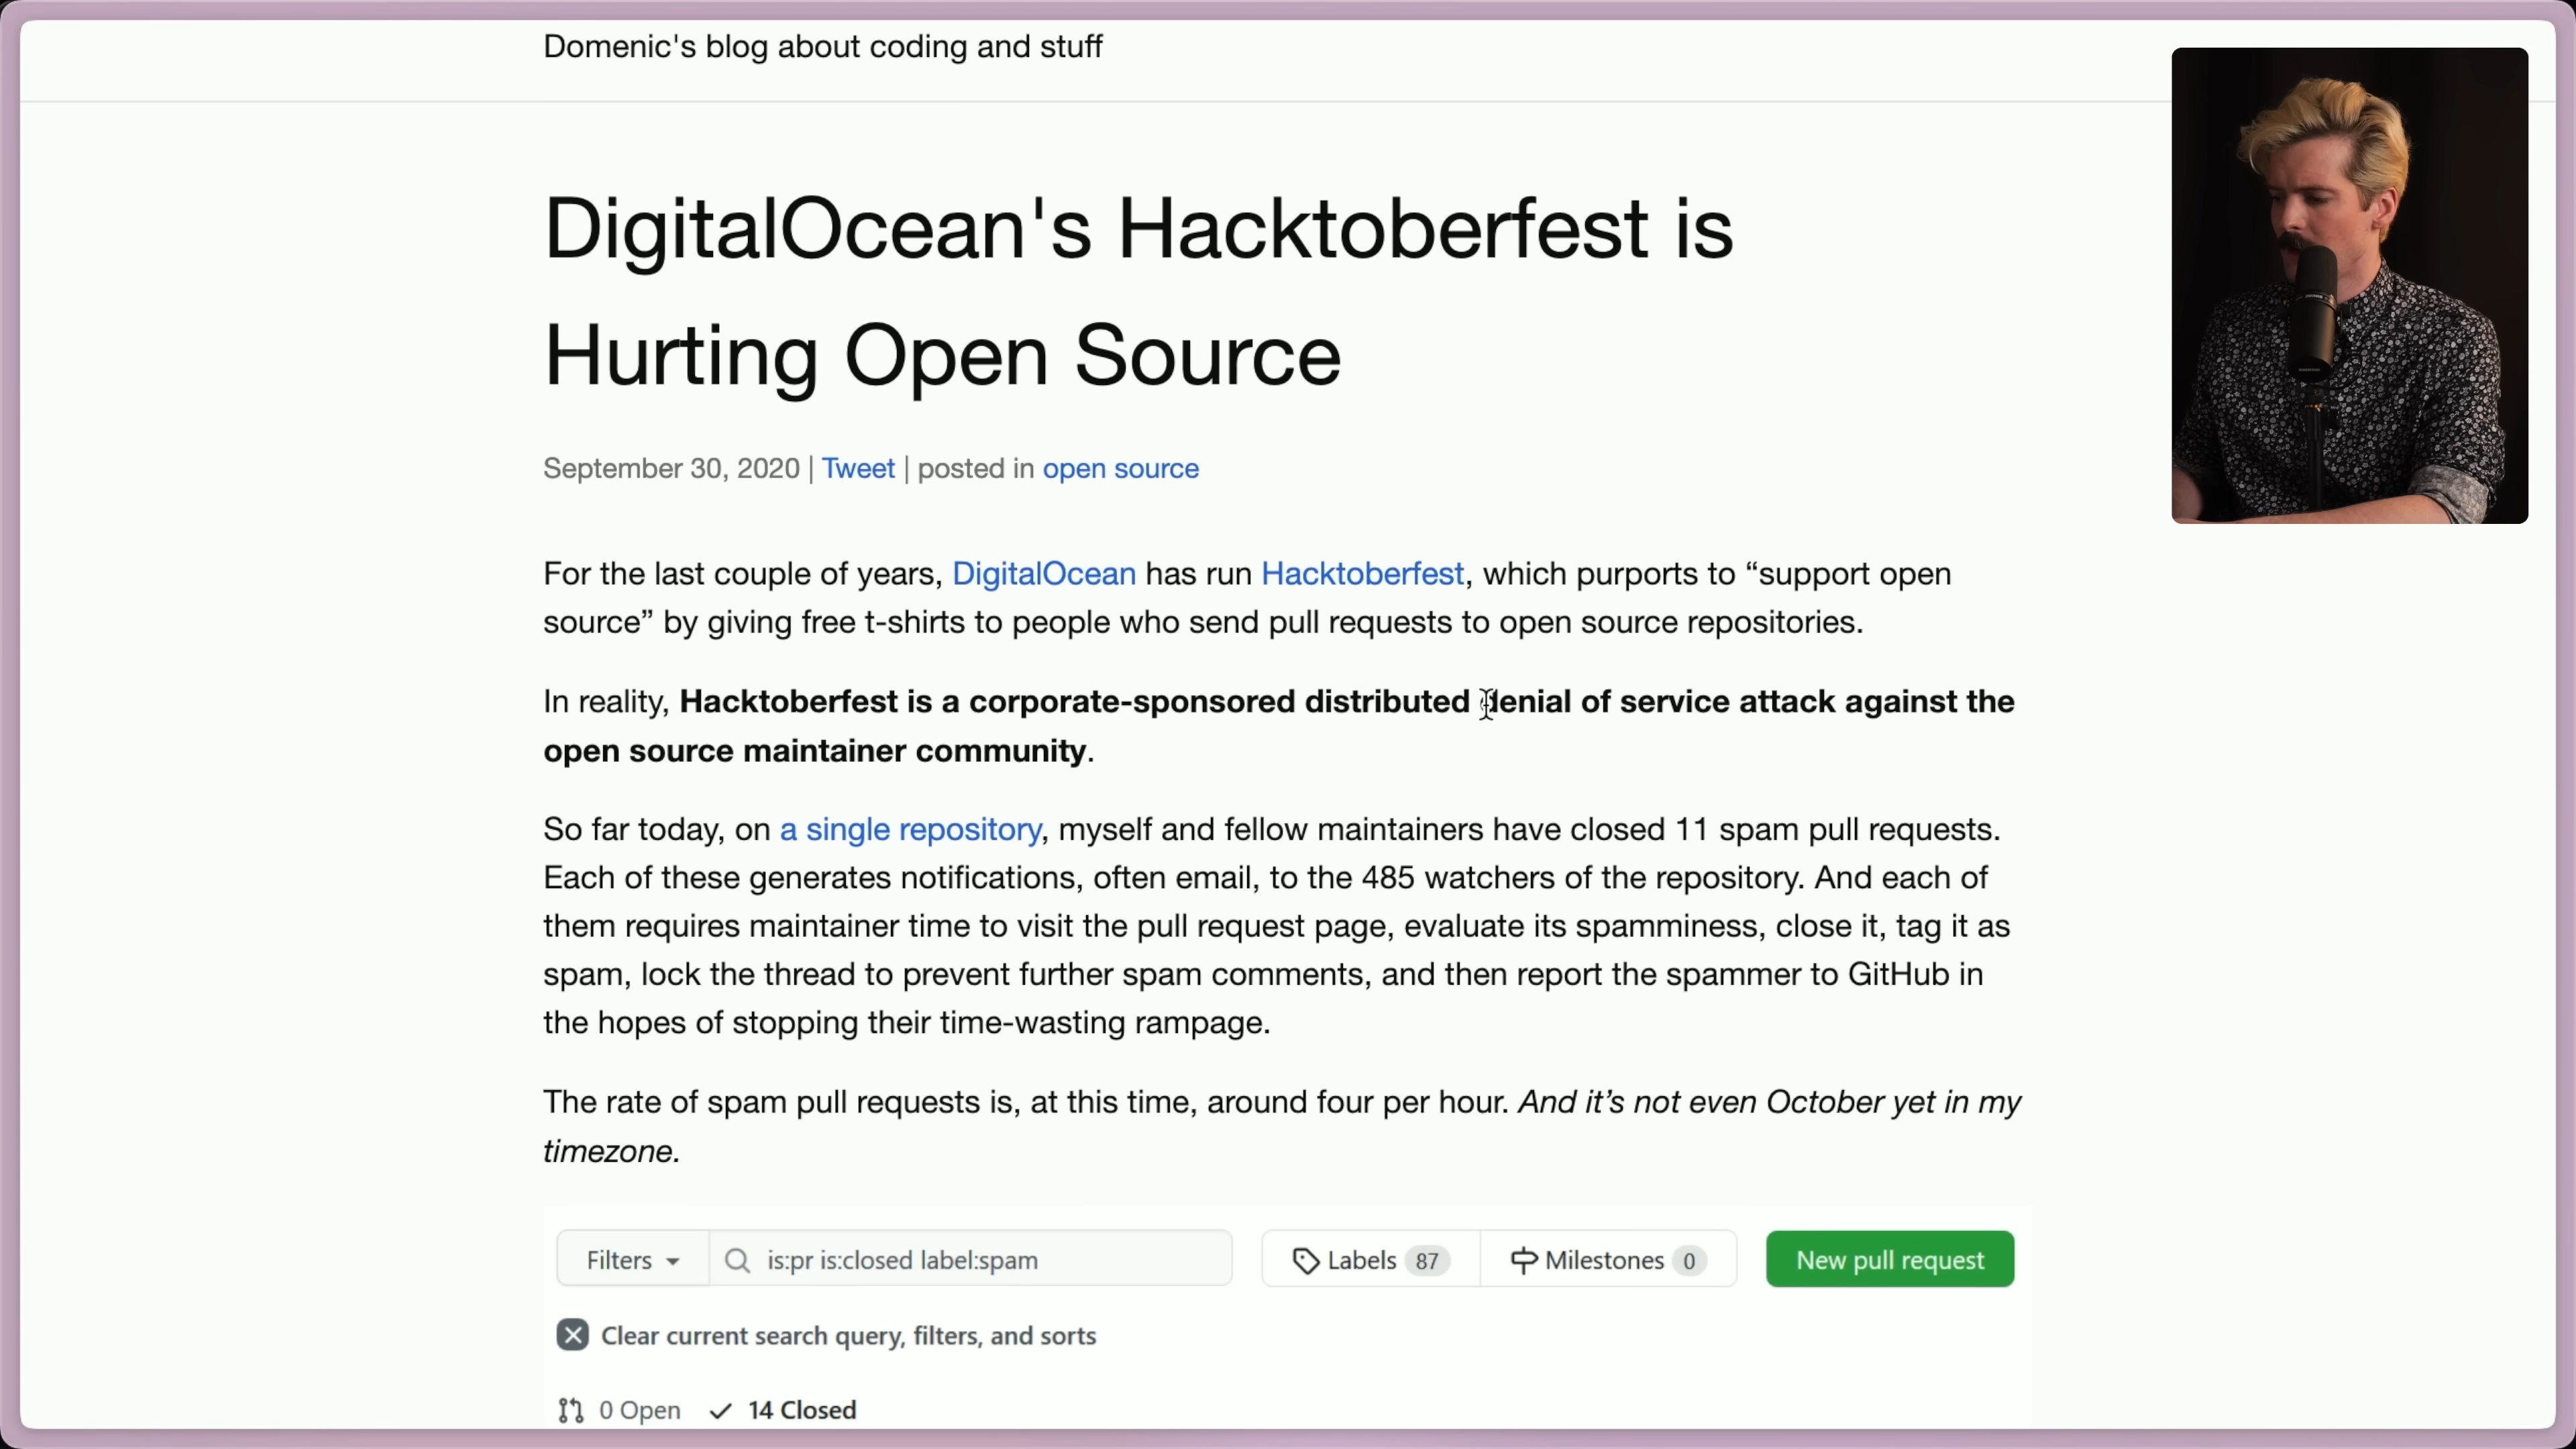 Domenic's blog about coding and stuff
DigitalOcean's Hacktoberfest is
Hurting Open Source
September 30, 2020 | Tweet | posted in open source
For the last couple of years, DigitalOcean has run Hacktoberfest, which purports to “support open
source” by giving free t-shirts to people who send pull requests to open source repositories.
In reality, Hacktoberfest is a corporate-sponsored distributed denial of service attack against the
open source maintainer community.
So far today, on a single repository, myself and fellow maintainers have closed 11 spam pull requests.
Each of these generates notifications, often email, to the 485 watchers of the repository. And each of
them requires maintainer time to visit the pull request page, evaluate its spamminess, close it, tag it as
spam, lock the thread to prevent further spam comments, and then report the spammer to GitHub in
the hopes of stopping their time-wasting rampage.
The rate of spam pull requests is, at this time, around four per hour. And it’s not even October yet in my
timezone.
Filters is:pr is:closed label:spam Labels 87 Milestones 0 New pull request
Clear current search query, filters, and sorts
0 Open 14 Closed